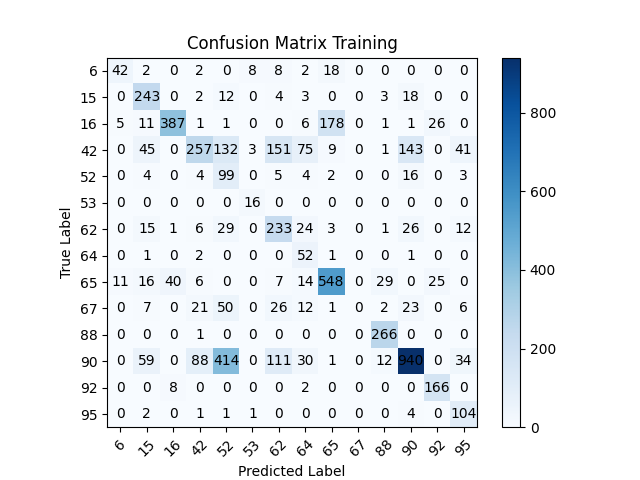 Confusion Matrix Training
6 42 2 0 2 0 8 8 2 18 0 0 0 0 0
15 0 243 0 2 12 0 4 3 0 0 3 18 0 0
16 5 11 387 1 1 0 0 6 178 0 1 1 26 0
42 0 45 0 257 132 3 151 75 9 0 1 143 0 41
52 0 4 0 4 99 0 5 4 2 0 0 16 0 3
53 0 0 0 0 0 16 0 0 0 0 0 0 0 0
62 0 15 1 6 29 0 233 24 3 0 1 26 0 12
64 0 1 0 2 0 0 0 52 1 0 0 1 0 0
65 11 16 40 6 0 0 7 14 548 0 29 0 25 0
67 0 7 0 21 50 0 26 12 1 0 2 23 0 6
88 0 0 0 1 0 0 0 0 0 0 266 0 0 0
90 0 59 0 88 414 0 111 30 1 0 12 940 0 34
92 0 0 8 0 0 0 0 2 0 0 0 0 166 0
95 0 2 0 1 1 1 0 0 0 0 0 4 0 104
6 15 16 42 52 53 62 64 65 67 88 90 92 95
Predicted Label
True Label
800
600
400
200
0